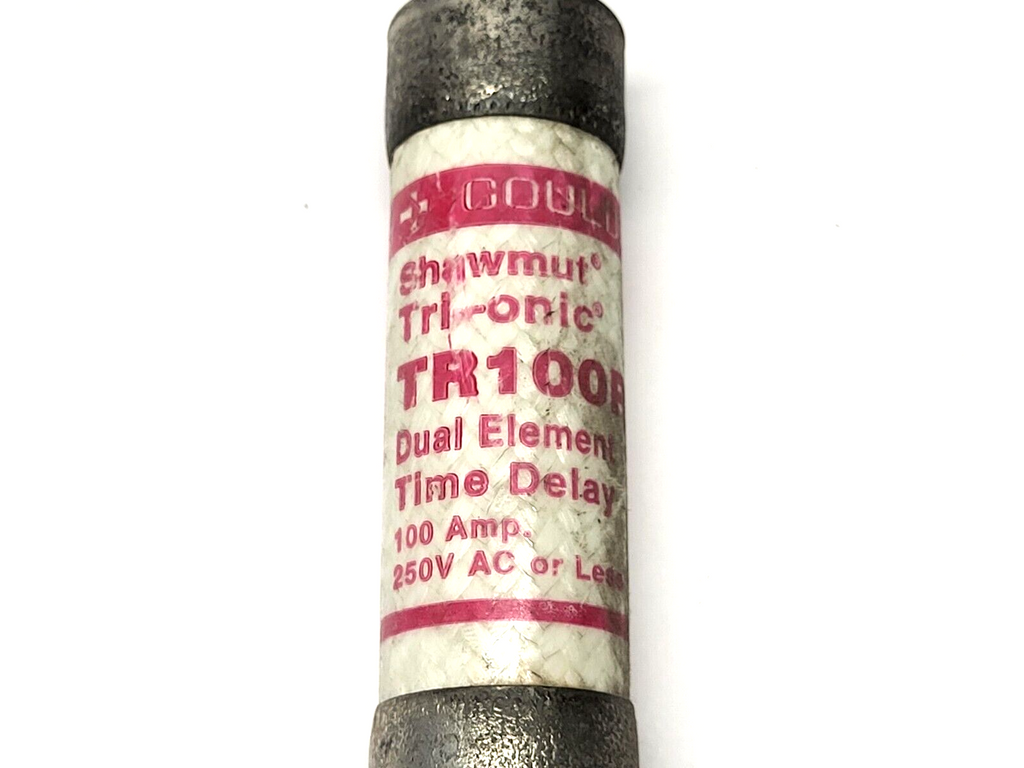 GOULD
Shawmut®
Tri-onic®
TR100R
Dual Element
Time Delay
100 Amp.
250V AC or Less